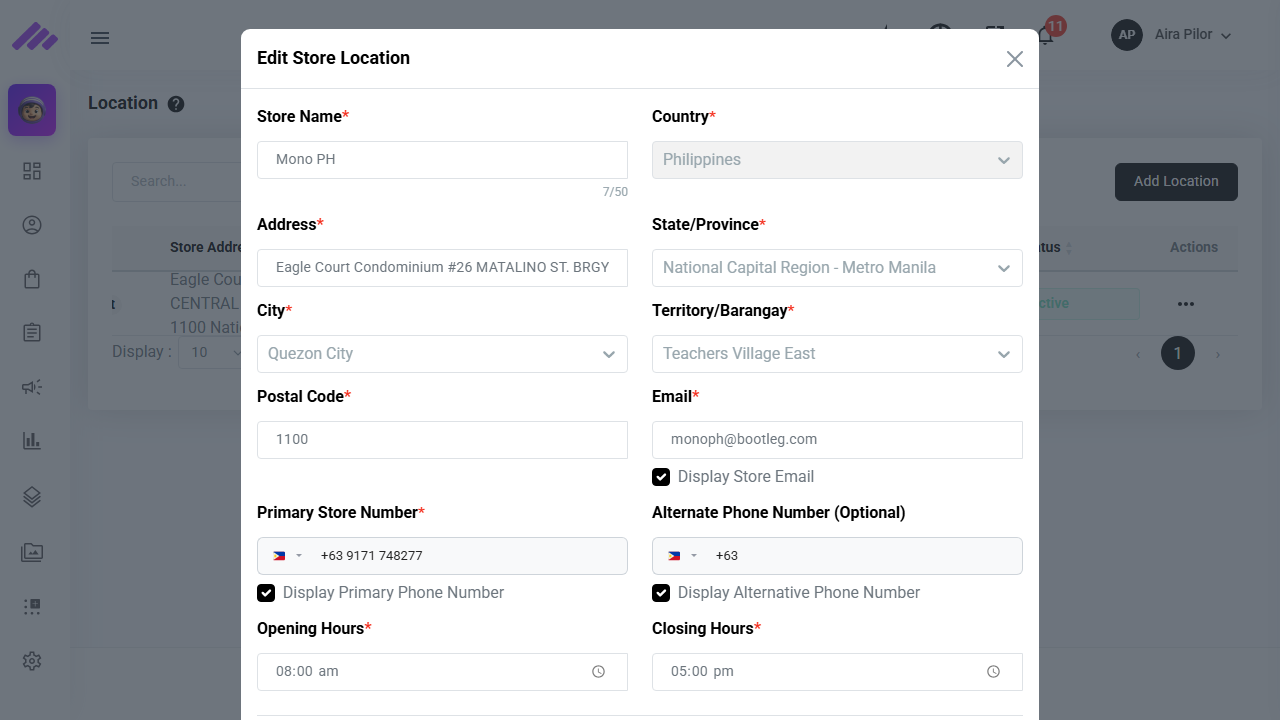 11
AP
Aira Pilor
Edit Store Location
Location
Store Name*
Country*
Mono PH
Philippines
7/50
Search...
Add Location
Address*
State/Province*
Eagle Court Condominium #26 MATALINO ST. BRGY
National Capital Region - Metro Manila
Store Addre
tus
Actions
Eagle Cou
CENTRAL
1100 Nati
ctive
City*
Territory/Barangay*
Quezon City
Teachers Village East
Display :
10
1
Postal Code*
Email*
1100
monoph@bootleg.com
Display Store Email
Primary Store Number*
Alternate Phone Number (Optional)
+63 9171 748277
+63
Display Primary Phone Number
Display Alternative Phone Number
Opening Hours*
Closing Hours*
08:00 am
05:00 pm